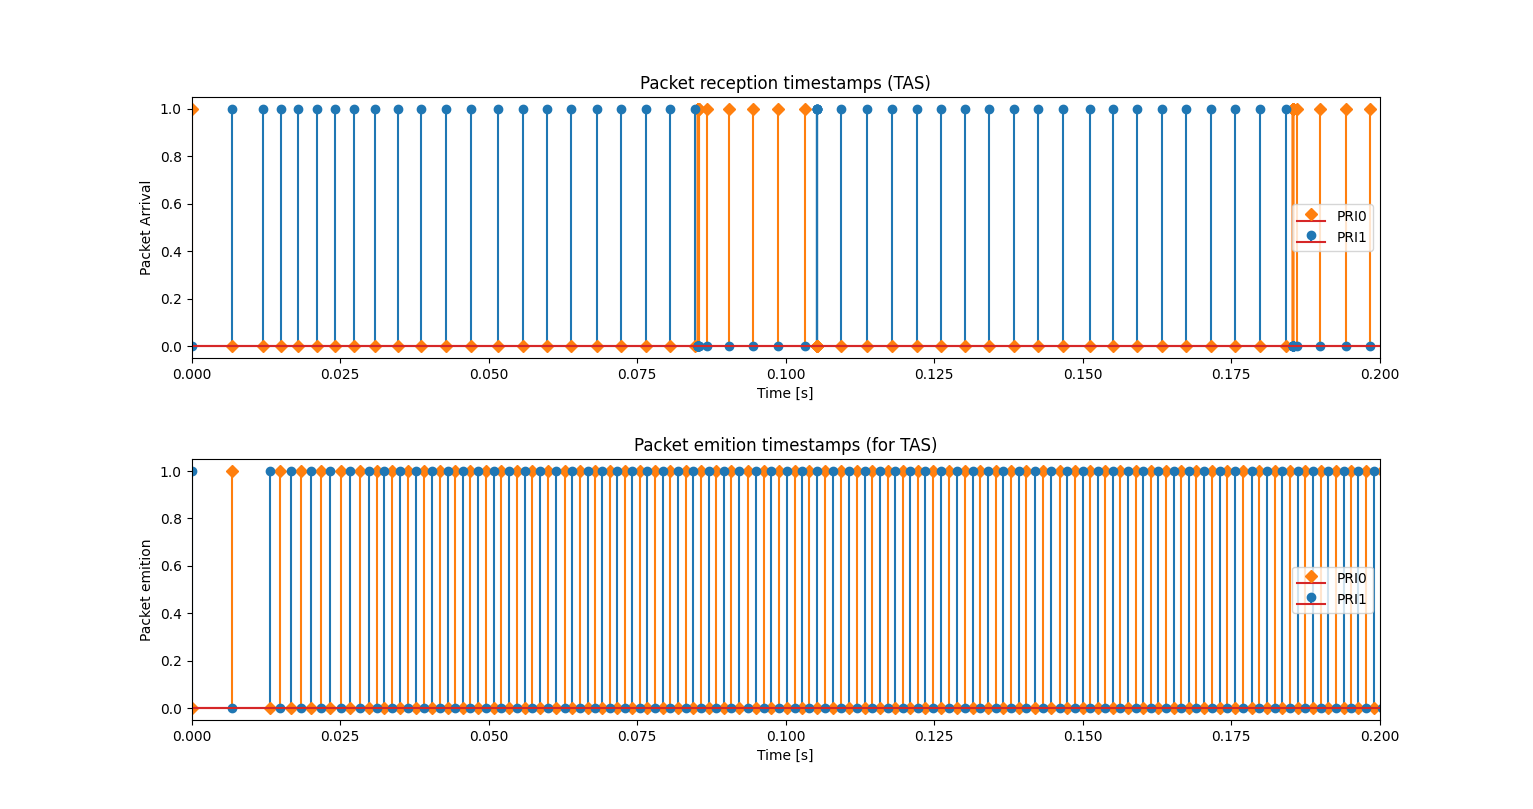 Packet reception timestamps (TAS)
1.0
0.8
0.6
0.4
0.2
0.0
Packet Arrival
PRI0
PRI1
0.000 0.025 0.050 0.075 0.100 0.125 0.150 0.175 0.200
Time [s]
Packet emition timestamps (for TAS)
1.0
0.8
0.6
0.4
0.2
0.0
Packet emition
PRI0
PRI1
0.000 0.025 0.050 0.075 0.100 0.125 0.150 0.175 0.200
Time [s]